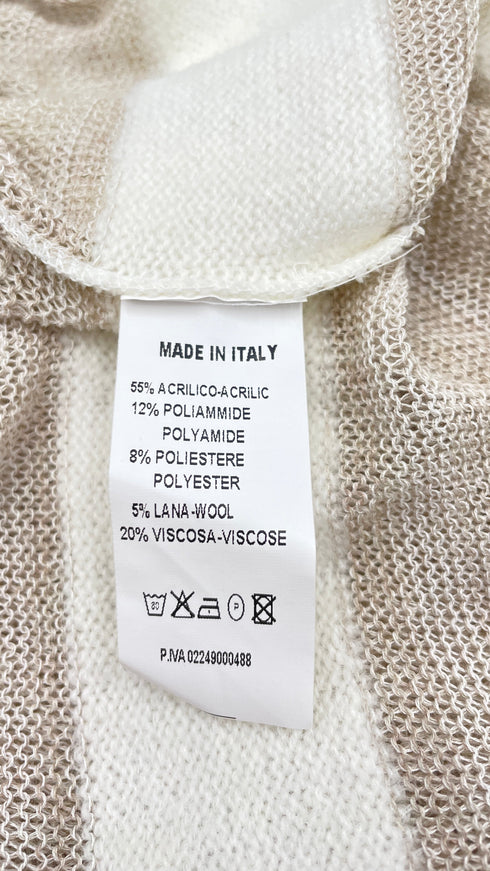 MADE IN ITALY
55% ACRILICO-ACRILIC
12% POLIAMMIDE
POLYAMIDE
8% POLIESTERE
POLYESTER
5% LANA-WOOL
20% VISCOSA-VISCOSE
P
P.IVA 02249000488